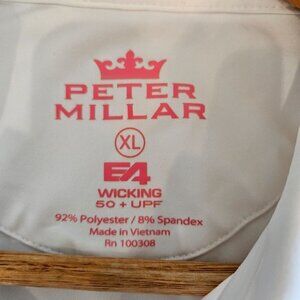 PETER
MILLAR
XL
E4
WICKING
50 + UPF
92% Polyester / 8% Spandex
Made in Vietnam
Rn 100308